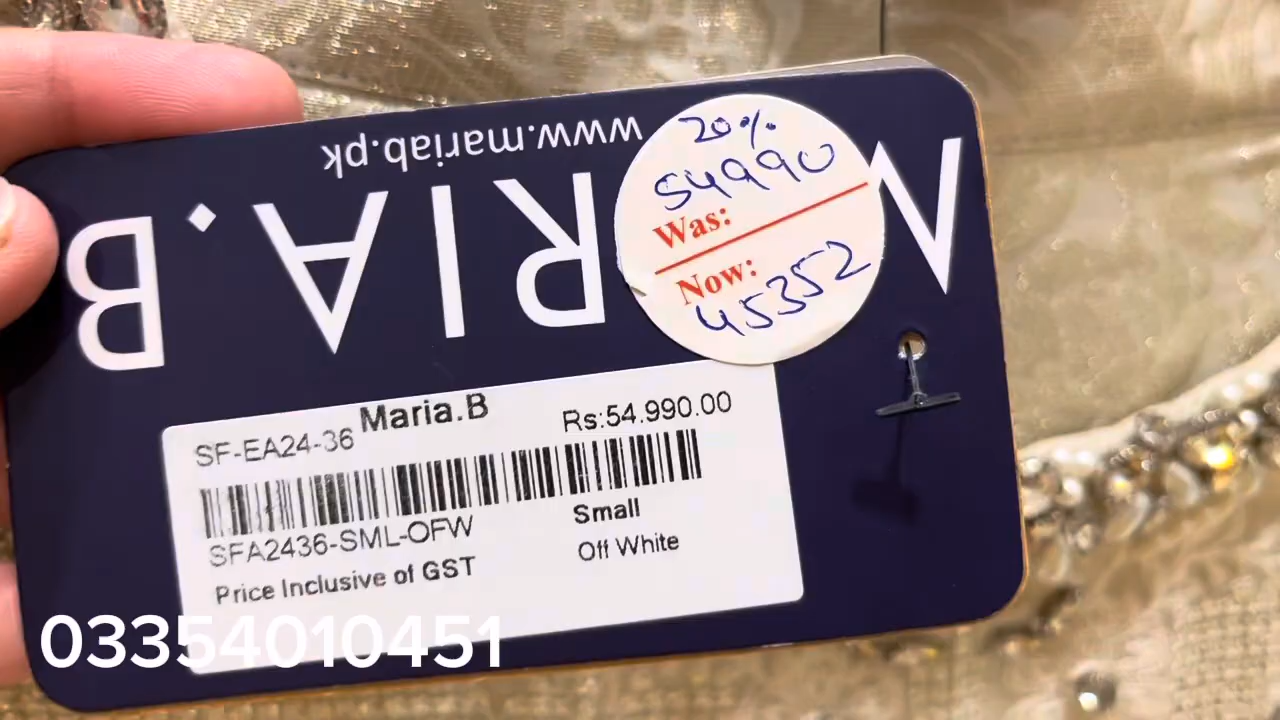 www.mariab.pk
MARIA.B
20%
54990
Was:
Now:
45352
Maria.B
SF-EA24-36
Rs:54.990.00
SFA2436-SML-OFW
Small
Off White
Price Inclusive of GST
03354010451